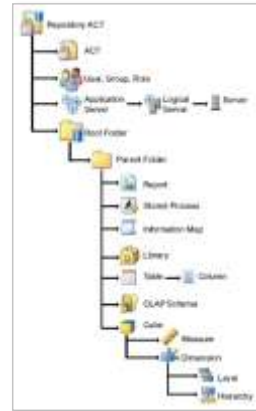 Repository ACT
ACT
User, Group, Role
Application Server
Logical Server
Server
Root Folder
Parent Folder
Report
Stored Process
Information Map
Library
Table
Column
OLAP Schema
Cube
Measure
Dimension
Level
Hierarchy